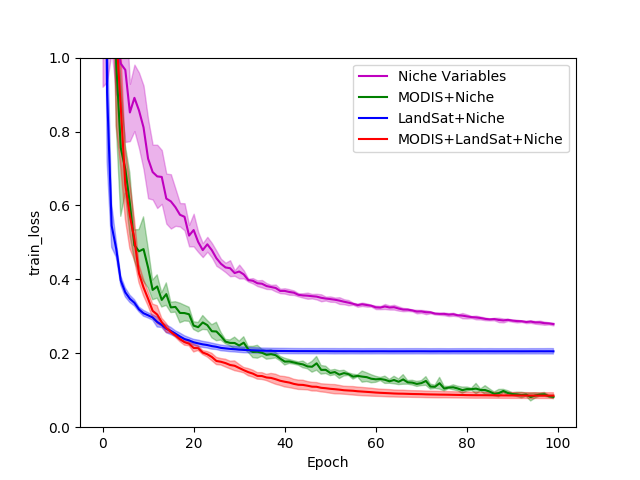 1.0
0.8
0.6
0.4
0.2
0.0
train_loss
Niche Variables
MODIS+Niche
LandSat+Niche
MODIS+LandSat+Niche
0 20 40 60 80 100
Epoch